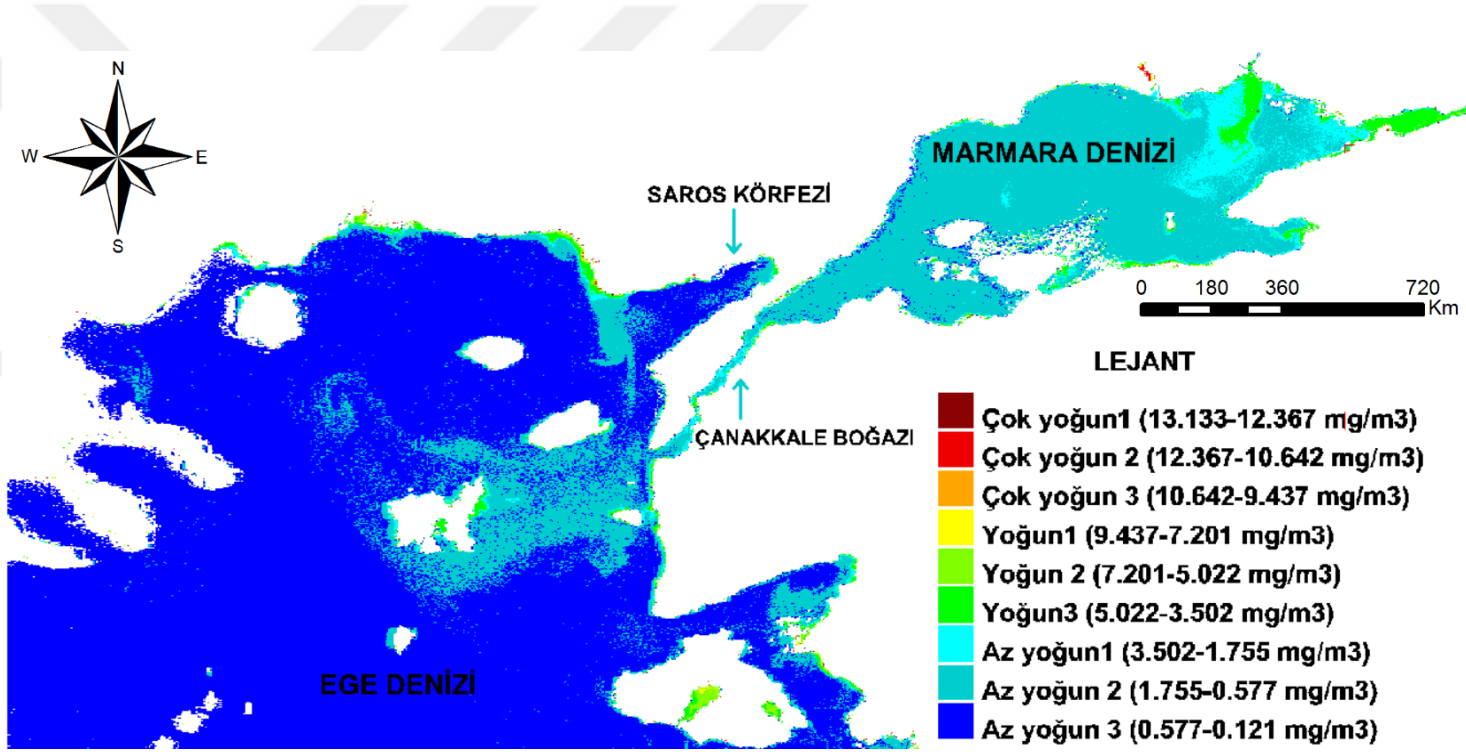 N
W
E
S
MARMARA DENİZİ
SAROS KÖRFEZİ
0 180 360 720
Km
ÇANAKKALE BOĞAZI
EGE DENİZİ
LEJANT
Çok yoğun1 (13.133-12.367 mg/m3)
Çok yoğun 2 (12.367-10.642 mg/m3)
Çok yoğun 3 (10.642-9.437 mg/m3)
Yoğun1 (9.437-7.201 mg/m3)
Yoğun 2 (7.201-5.022 mg/m3)
Yoğun3 (5.022-3.502 mg/m3)
Az yoğun1 (3.502-1.755 mg/m3)
Az yoğun 2 (1.755-0.577 mg/m3)
Az yoğun 3 (0.577-0.121 mg/m3)